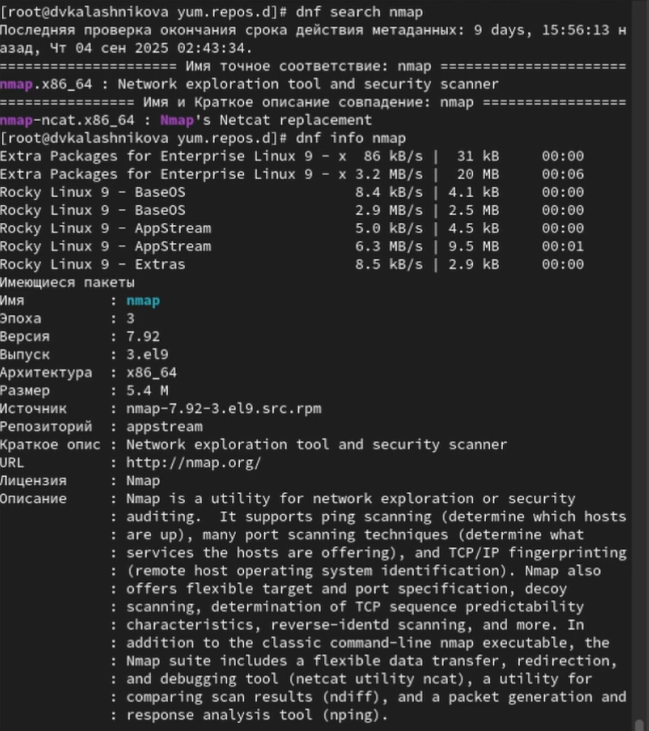 [root@dvkalashnikova yum.repos.d]# dnf search nmap
Последняя проверка окончания срока действия метаданных: 9 days, 15:56:13 н
азад, Чт 04 сен 2025 02:43:34.
====================== Имя точное соответствие: nmap =======================
nmap.x86_64 : Network exploration tool and security scanner
================ Имя и Краткое описание совпадение: nmap =================
nmap-ncat.x86_64 : Nmap's Netcat replacement
[root@dvkalashnikova yum.repos.d]# dnf info nmap
Extra Packages for Enterprise Linux 9 - x  86 kB/s |  31 kB     00:00
Extra Packages for Enterprise Linux 9 - x 3.2 MB/s |  20 MB     00:06
Rocky Linux 9 - BaseOS                    8.4 kB/s | 4.1 kB     00:00
Rocky Linux 9 - BaseOS                    2.9 MB/s | 2.5 MB     00:00
Rocky Linux 9 - AppStream                 5.0 kB/s | 4.5 kB     00:00
Rocky Linux 9 - AppStream                 6.3 MB/s | 9.5 MB     00:01
Rocky Linux 9 - Extras                    8.5 kB/s | 2.9 kB     00:00
Имеющиеся пакеты
Имя          : nmap
Эпоха        : 3
Версия       : 7.92
Выпуск       : 3.el9
Архитектура  : x86_64
Размер       : 5.4 M
Источник     : nmap-7.92-3.el9.src.rpm
Репозиторий  : appstream
Краткое опис : Network exploration tool and security scanner
URL          : http://nmap.org/
Лицензия     : Nmap
Описание     : Nmap is a utility for network exploration or security
             : auditing.  It supports ping scanning (determine which hosts
             : are up), many port scanning techniques (determine what
             : services the hosts are offering), and TCP/IP fingerprinting
             : (remote host operating system identification). Nmap also
             : offers flexible target and port specification, decoy
             : scanning, determination of TCP sequence predictability
             : characteristics, reverse-identd scanning, and more. In
             : addition to the classic command-line nmap executable, the
             : Nmap suite includes a flexible data transfer, redirection,
             : and debugging tool (netcat utility ncat), a utility for
             : comparing scan results (ndiff), and a packet generation and
             : response analysis tool (nping).